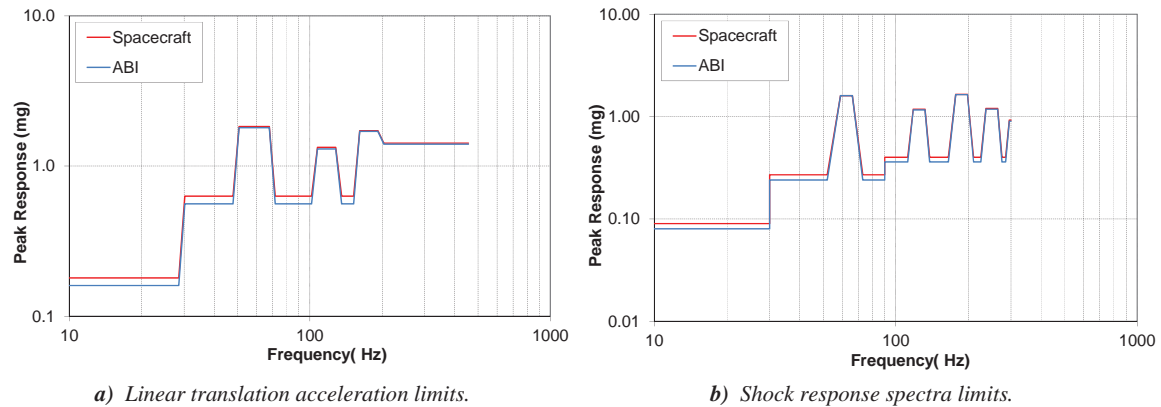 10.0
Spacecraft
ABI
Peak Response (mg)
1.0
0.1
10
100
1000
Frequency( Hz)
a) Linear translation acceleration limits.
10.00
Spacecraft
ABI
Peak Response (mg)
1.00
0.10
0.01
10
100
1000
Frequency( Hz)
b) Shock response spectra limits.